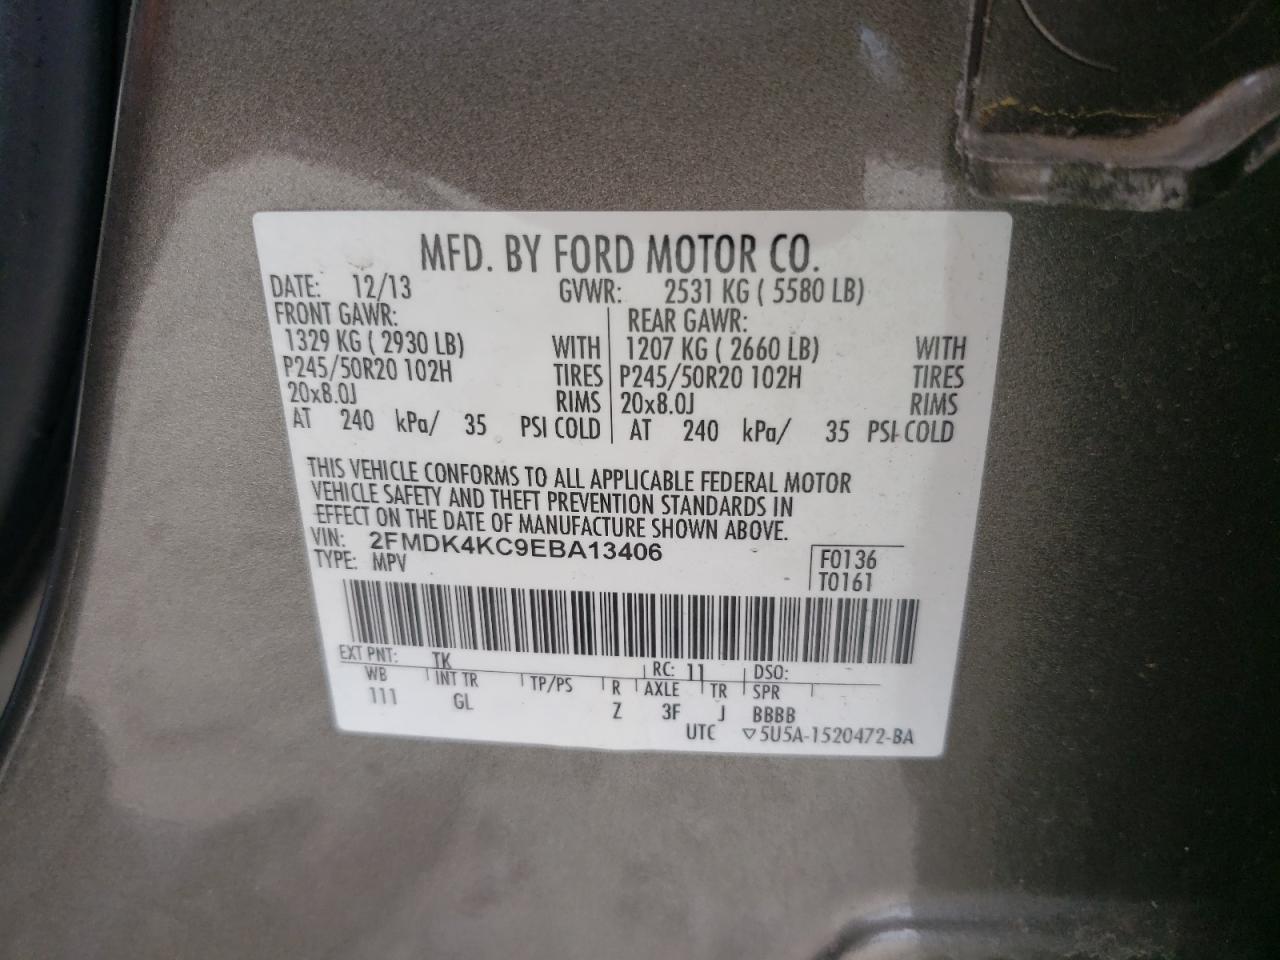 MFD. BY FORD MOTOR CO.
DATE: 12/13 GVWR: 2531 KG ( 5580 LB)
FRONT GAWR: REAR GAWR:
1329 KG ( 2930 LB) WITH 1207 KG ( 2660 LB) WITH
P245/50R20 102H TIRES P245/50R20 102H TIRES
20x8.0J RIMS 20x8.0J RIMS
AT 240 kPa/ 35 PSI COLD AT 240 kPa/ 35 PSI COLD
THIS VEHICLE CONFORMS TO ALL APPLICABLE FEDERAL MOTOR
VEHICLE SAFETY AND THEFT PREVENTION STANDARDS IN
EFFECT ON THE DATE OF MANUFACTURE SHOWN ABOVE.
VIN: 2FMDK4KC9EBA13406
TYPE: MPV F0136
T0161
EXT PNT: TK RC: 11 DSO:
WB INT TR TP/PS R AXLE TR SPR
111 GL Z 3F J BBBB
UTC ▽5U5A-1520472-BA